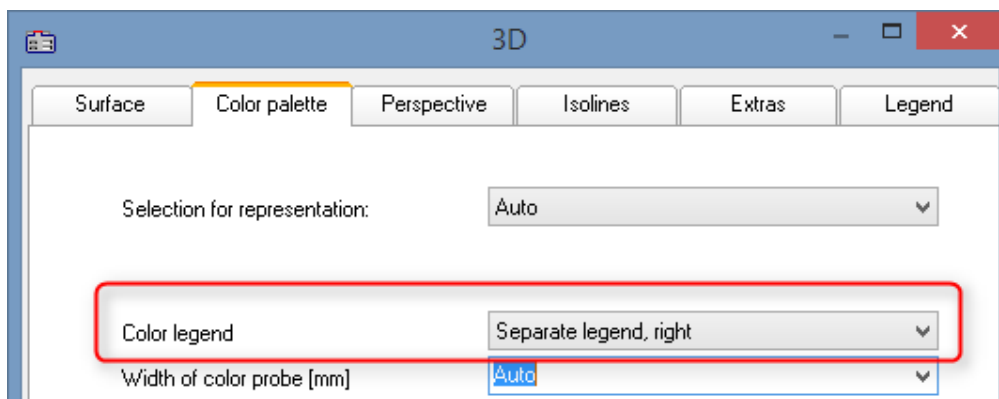 3D
Surface Color palette Perspective Isolines Extras Legend
Selection for representation: Auto
Color legend Separate legend, right
Width of color probe [mm] Auto